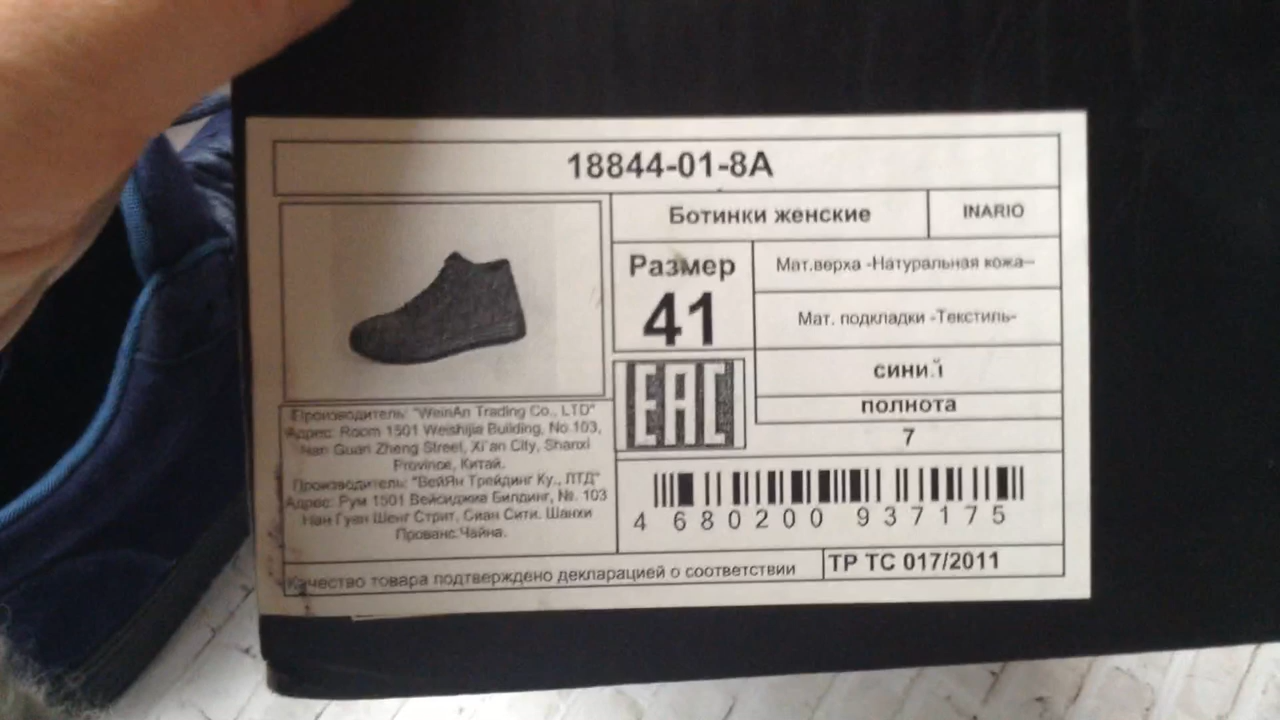 18844-01-8A
Ботинки женские
INARIO
Размер
41
Мат.верха -Натуральная кожа-
Мат. подкладки -Текстиль-
синий
полнота
7
EAC
Производитель: "WeinAn Trading Co., LTD"
Адрес: Room 1501 Weishijia Building, No 103,
Nan Guan Zheng Street, Xi'an City, Shanxi
Province, Китай.
Производитель: "ВейЯн Трейдинг Ку., ЛТД"
Адрес: Рум 1501 Вейсиджиа Билдинг, №. 103
Нан Гуан Шенг Стрит, Сиан Сити. Шанхи
Прованс.Чайна.
4 680200 937175
Качество товара подтверждено декларацией о соответствии
ТР ТС 017/2011